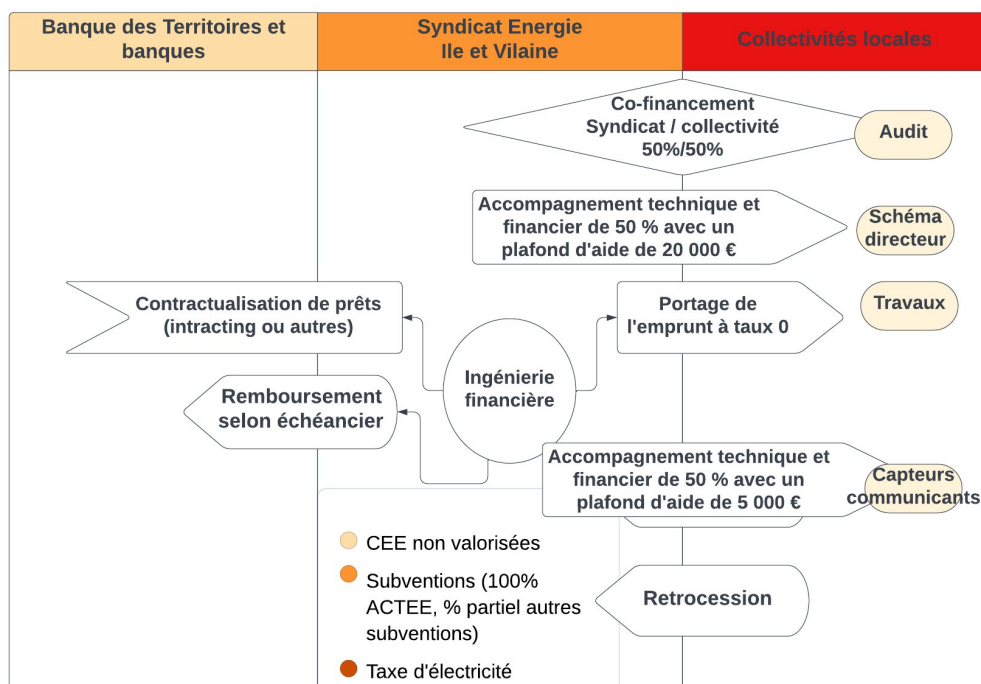 Banque des Territoires et
banques
Syndicat Energie
Ile et Vilaine
Collectivités locales
Co-financement
Syndicat / collectivité
50%/50%
Audit
Accompagnement technique et
financier de 50 % avec un
plafond d'aide de 20 000 €
Schéma
directeur
Contractualisation de prêts
(intracting ou autres)
Portage de
l'emprunt à taux 0
Travaux
Ingénierie
financière
Remboursement
selon échéancier
Accompagnement technique et
financier de 50 % avec un
plafond d'aide de 5 000 €
Capteurs
communicants
CEE non valorisées
Subventions (100%
ACTEE, % partiel autres
subventions)
Taxe d'électricité
Retrocession